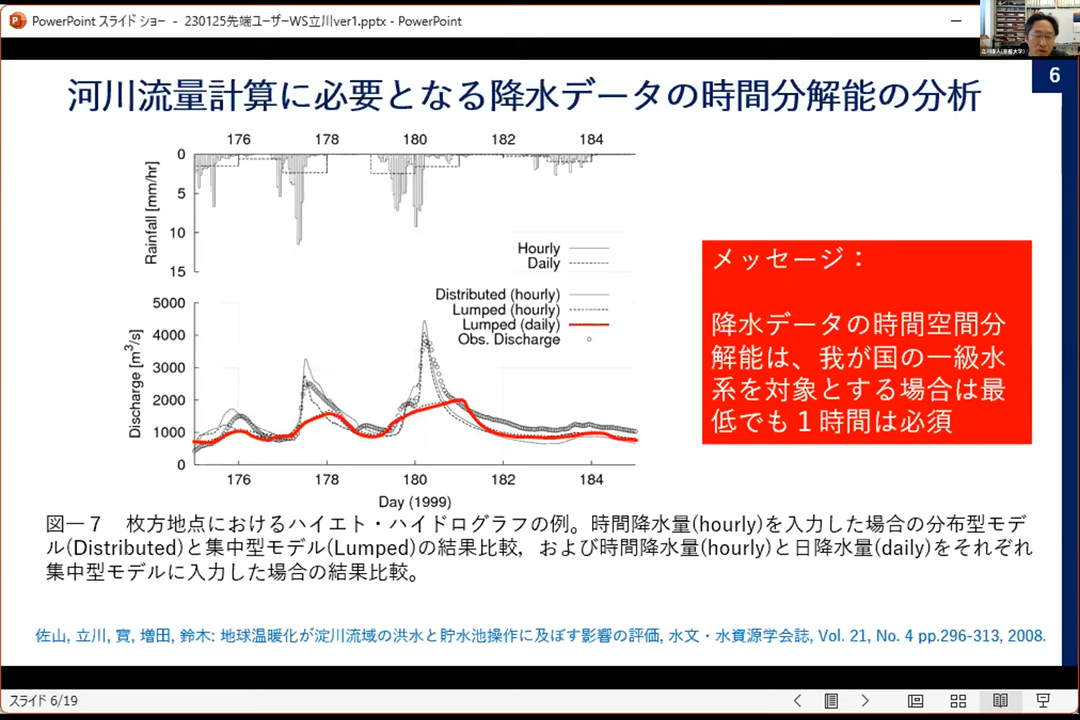 PowerPoint スライド ショー - 230125先端ユーザーWS立川ver1.pptx - PowerPoint
6
河川流量計算に必要となる降水データの時間分解能の分析
176 178 180 182 184
0
5
10
15
Rainfall [mm/hr]
Hourly
Daily
Distributed (hourly)
Lumped (hourly)
Lumped (daily)
Obs. Discharge
5000
4000
3000
2000
1000
0
Discharge [m³/s]
176 178 180 182 184
Day (1999)
メッセージ：
降水データの時間空間分
解能は、我が国の一級水
系を対象とする場合は最
低でも１時間は必須
図ー７　枚方地点におけるハイエト・ハイドログラフの例。時間降水量(hourly)を入力した場合の分布型モデ
ル(Distributed)と集中型モデル(Lumped)の結果比較，および時間降水量(hourly)と日降水量(daily)をそれぞれ
集中型モデルに入力した場合の結果比較。
佐山, 立川, 寶, 増田, 鈴木: 地球温暖化が淀川流域の洪水と貯水池操作に及ぼす影響の評価, 水文・水資源学会誌, Vol. 21, No. 4 pp.296-313, 2008.
スライド 6/19